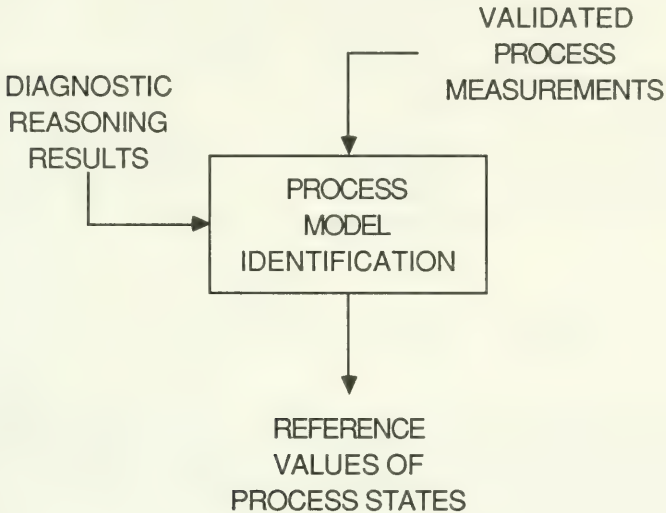 VALIDATED
PROCESS
MEASUREMENTS
DIAGNOSTIC
REASONING
RESULTS
PROCESS
MODEL
IDENTIFICATION
REFERENCE
VALUES OF
PROCESS STATES